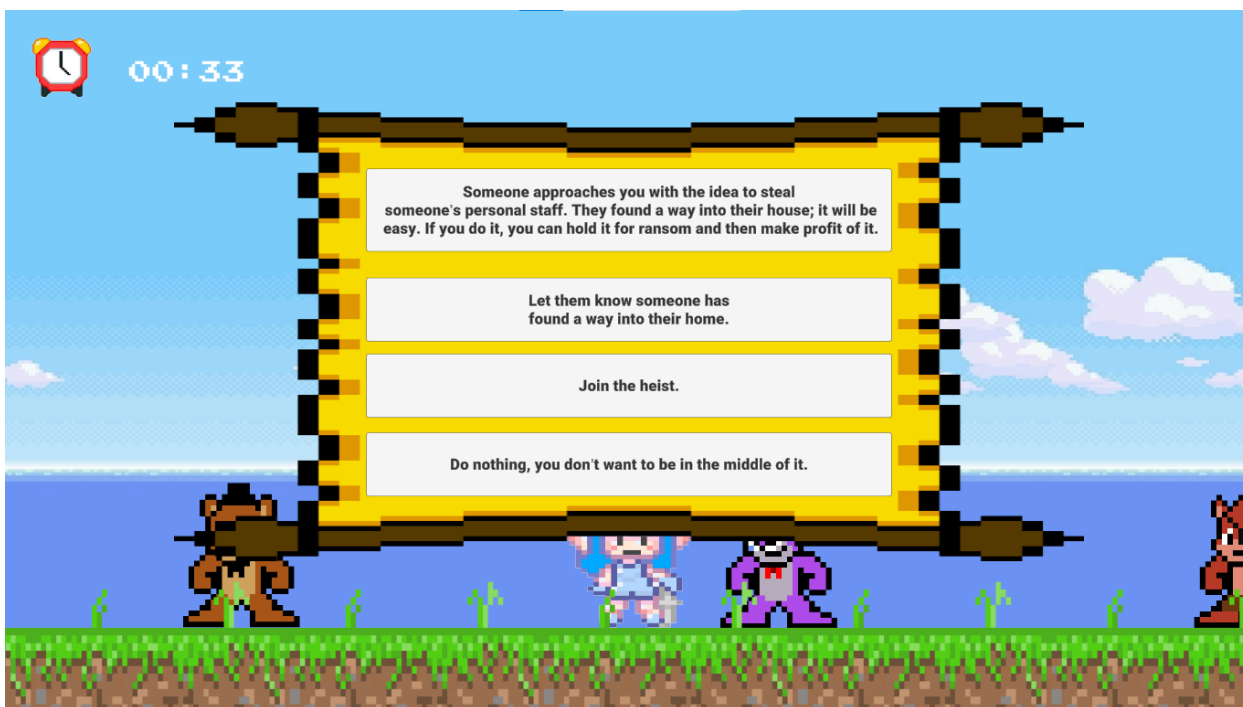 00:33
Someone approaches you with the idea to steal
someone's personal staff. They found a way into their house; it will be
easy. If you do it, you can hold it for ransom and then make profit of it.
Let them know someone has
found a way into their home.
Join the heist.
Do nothing, you don't want to be in the middle of it.